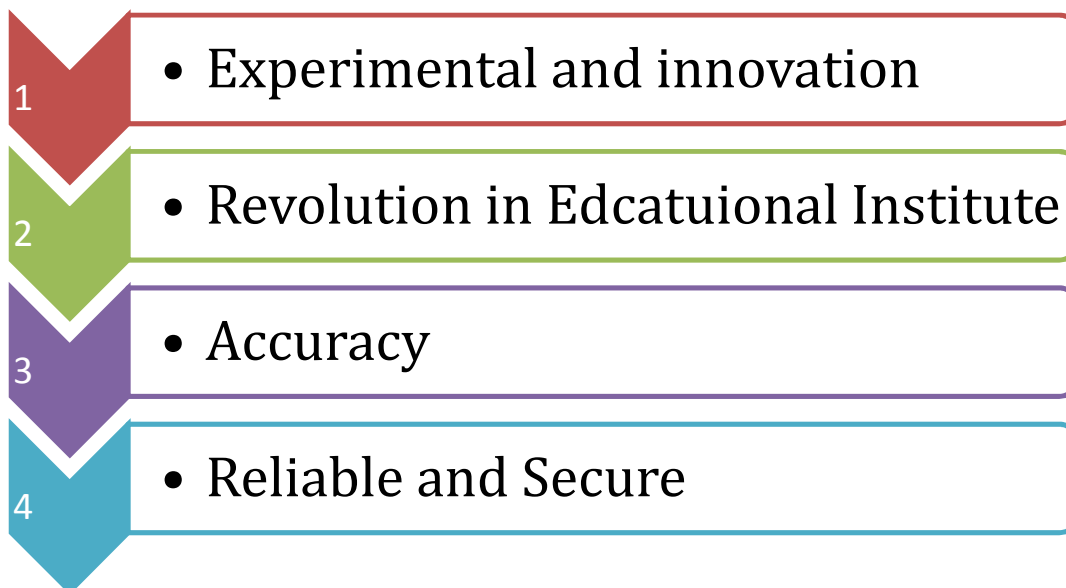 1 • Experimental and innovation
2 • Revolution in Edcatuional Institute
3 • Accuracy
4 • Reliable and Secure